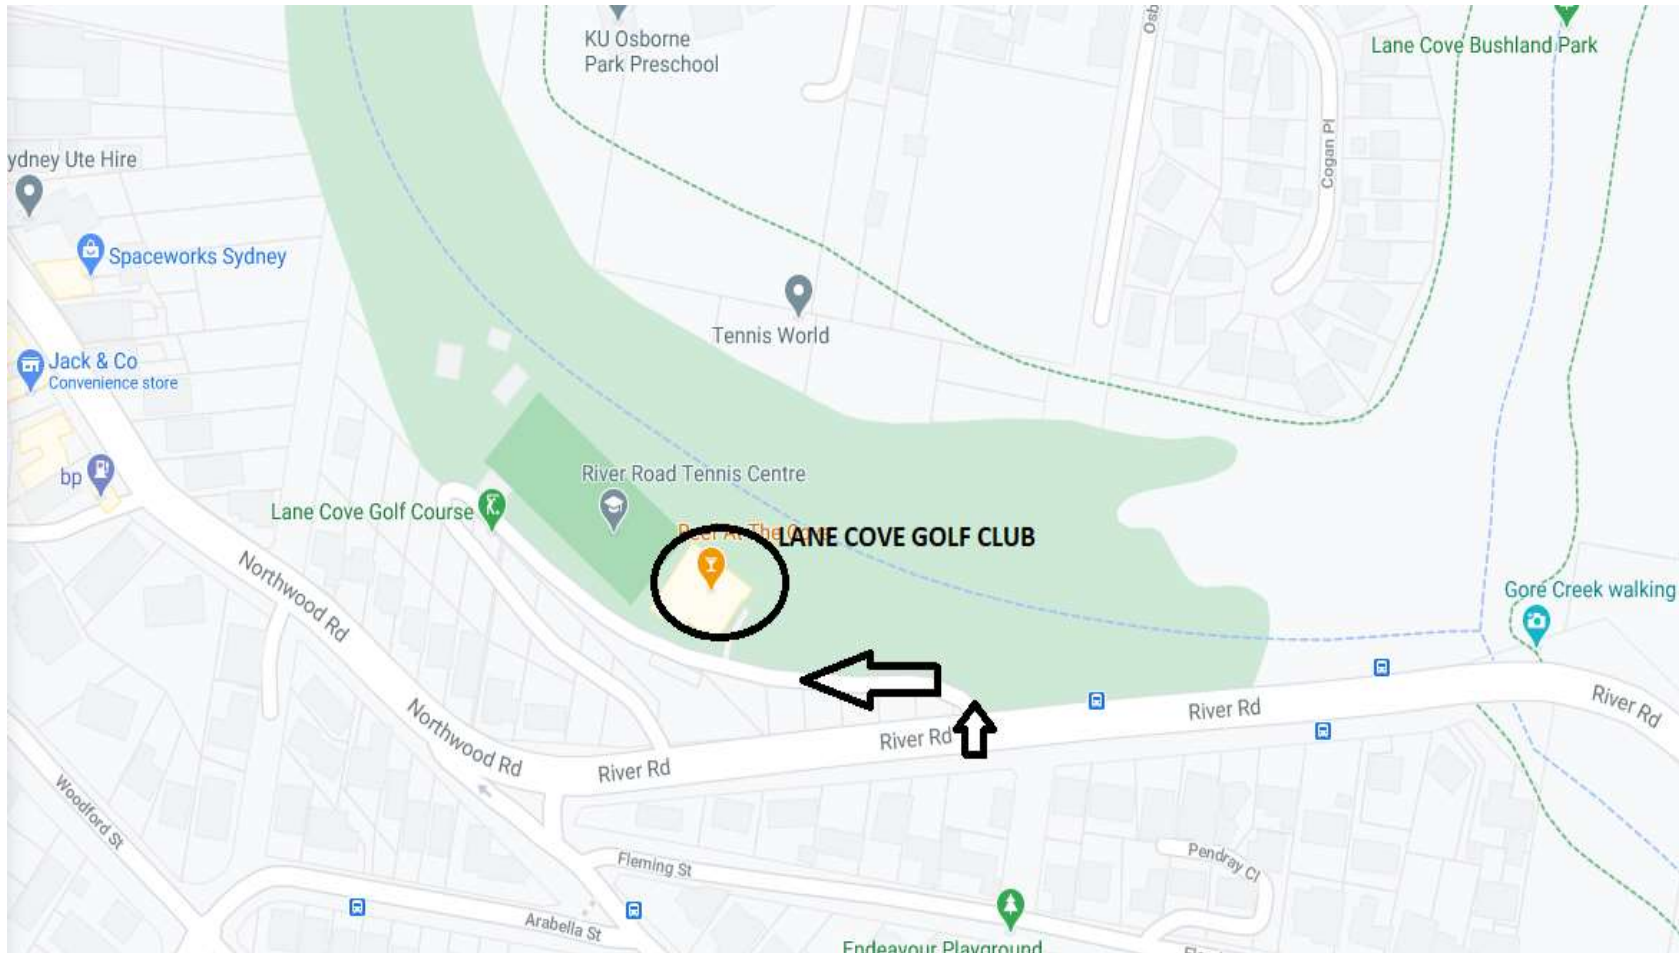 KU Osborne
Park Preschool
Osb
Lane Cove Bushland Park
ydney Ute Hire
Cogan Pl
Spaceworks Sydney
Tennis World
Jack & Co
Convenience store
bp
River Road Tennis Centre
Lane Cove Golf Course
LANE COVE GOLF CLUB
Northwood Rd
Gore Creek walking
River Rd
River Rd
River Rd
Northwood Rd
River Rd
Woodford St
Fleming St
Pendray Cl
Arabella St
Endeavour Playground